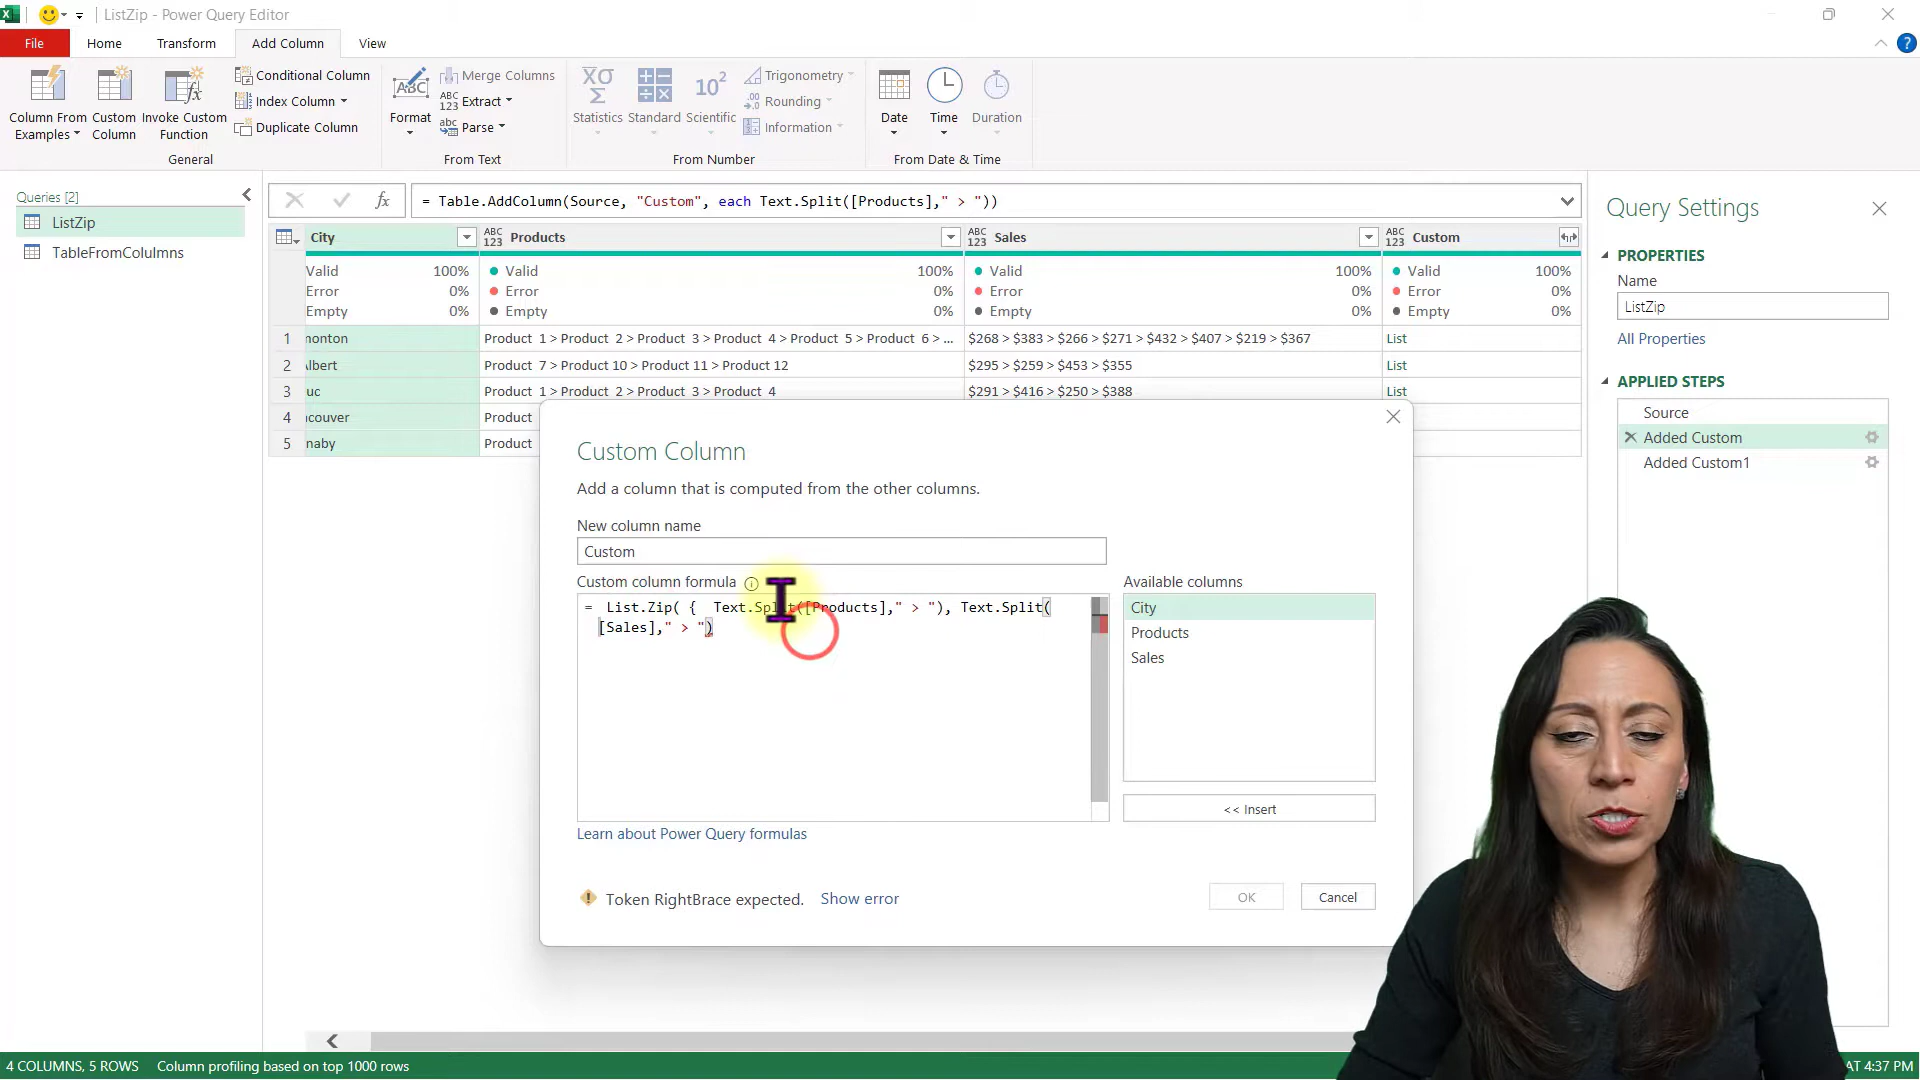 ListZip - Power Query Editor
File Home Transform Add Column View
Column From Examples
Custom Column
Invoke Custom Function
Conditional Column
Index Column
Duplicate Column
General
Format
Merge Columns
Extract
Parse
From Text
Statistics
Standard
Scientific
Trigonometry
Rounding
Information
From Number
Date
Time
Duration
From Date & Time
Queries [2]
ListZip
TableFromColulmns
= Table.AddColumn(Source, "Custom", each Text.Split([Products]," > "))
City ABC 123 Products ABC 123 Sales ABC 123 Custom
Valid 100% Valid 100% Valid 100% Valid 100%
Error 0% Error 0% Error 0% Error 0%
Empty 0% Empty 0% Empty 0% Empty 0%
1 nonton Product 1 > Product 2 > Product 3 > Product 4 > Product 5 > Product 6 > ... $268 > $383 > $266 > $271 > $432 > $407 > $219 > $367 List
2 lbert Product 7 > Product 10 > Product 11 > Product 12 $295 > $259 > $453 > $355 List
3 uc Product 1 > Product 2 > Product 3 > Product 4 $291 > $416 > $250 > $388 List
4 ncouver Product
5 naby Product
Custom Column
Add a column that is computed from the other columns.
New column name
Custom
Custom column formula
= List.Zip( { Text.Split([Products]," > "), Text.Split(
[Sales]," > ")
Available columns
City
Products
Sales
<< Insert
Learn about Power Query formulas
Token RightBrace expected. Show error
OK Cancel
Query Settings
PROPERTIES
Name
ListZip
All Properties
APPLIED STEPS
Source
Added Custom
Added Custom1
4 COLUMNS, 5 ROWS Column profiling based on top 1000 rows
AT 4:37 PM